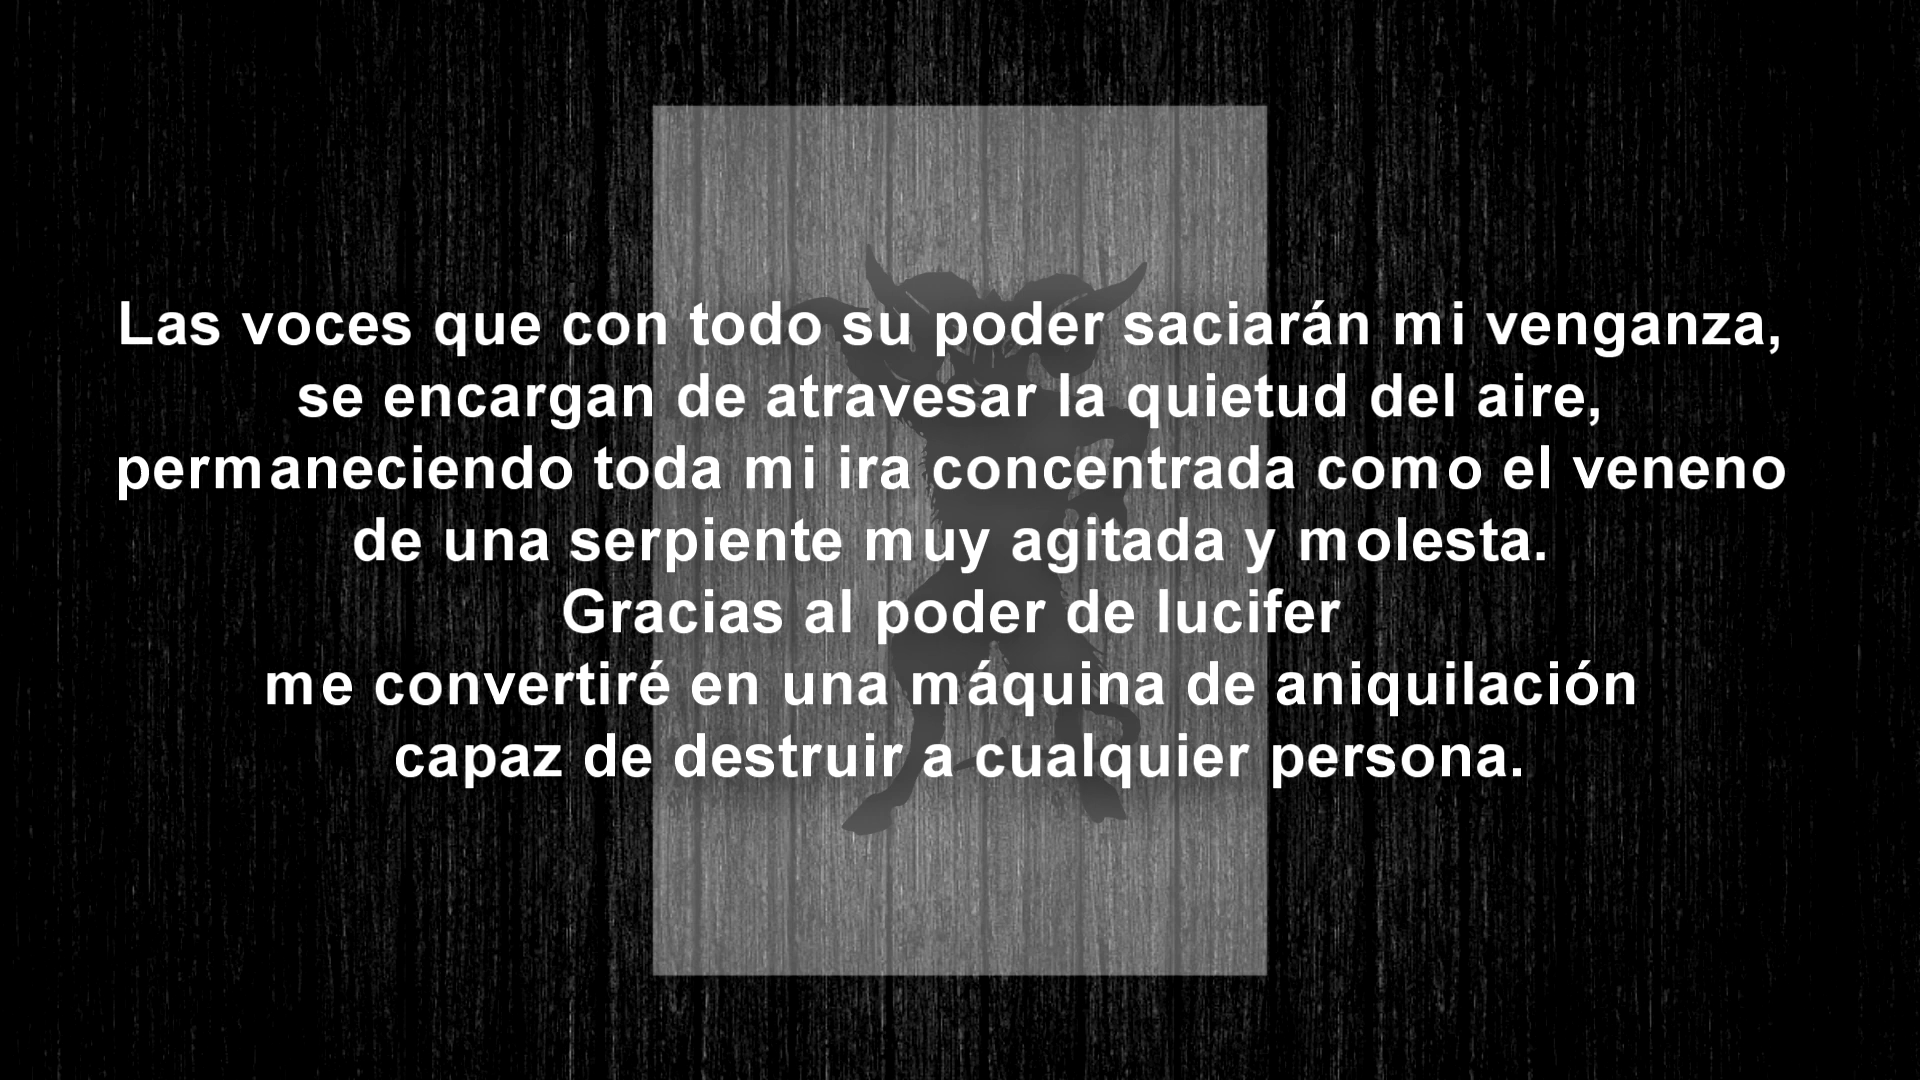 Las voces que con todo su poder saciarán mi venganza,
se encargan de atravesar la quietud del aire,
permaneciendo toda mi ira concentrada como el veneno
de una serpiente muy agitada y molesta.
Gracias al poder de lucifer
me convertiré en una máquina de aniquilación
capaz de destruir a cualquier persona.